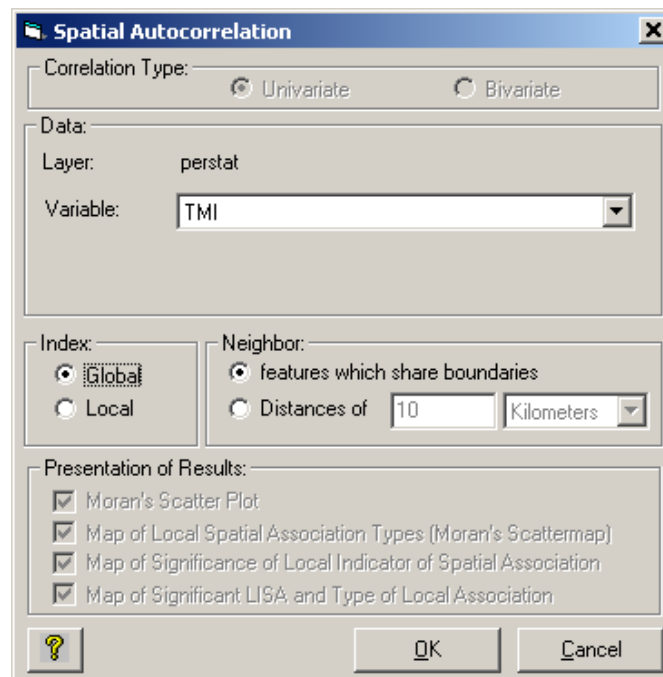 Spatial Autocorrelation
Correlation Type:
Univariate Bivariate
Data:
Layer: perstat
Variable: TMI
Index: Neighbor:
Global features which share boundaries
Local Distances of 10 Kilometers
Presentation of Results:
Moran's Scatter Plot
Map of Local Spatial Association Types (Moran's Scattermap)
Map of Significance of Local Indicator of Spatial Association
Map of Significant LISA and Type of Local Association
? OK Cancel